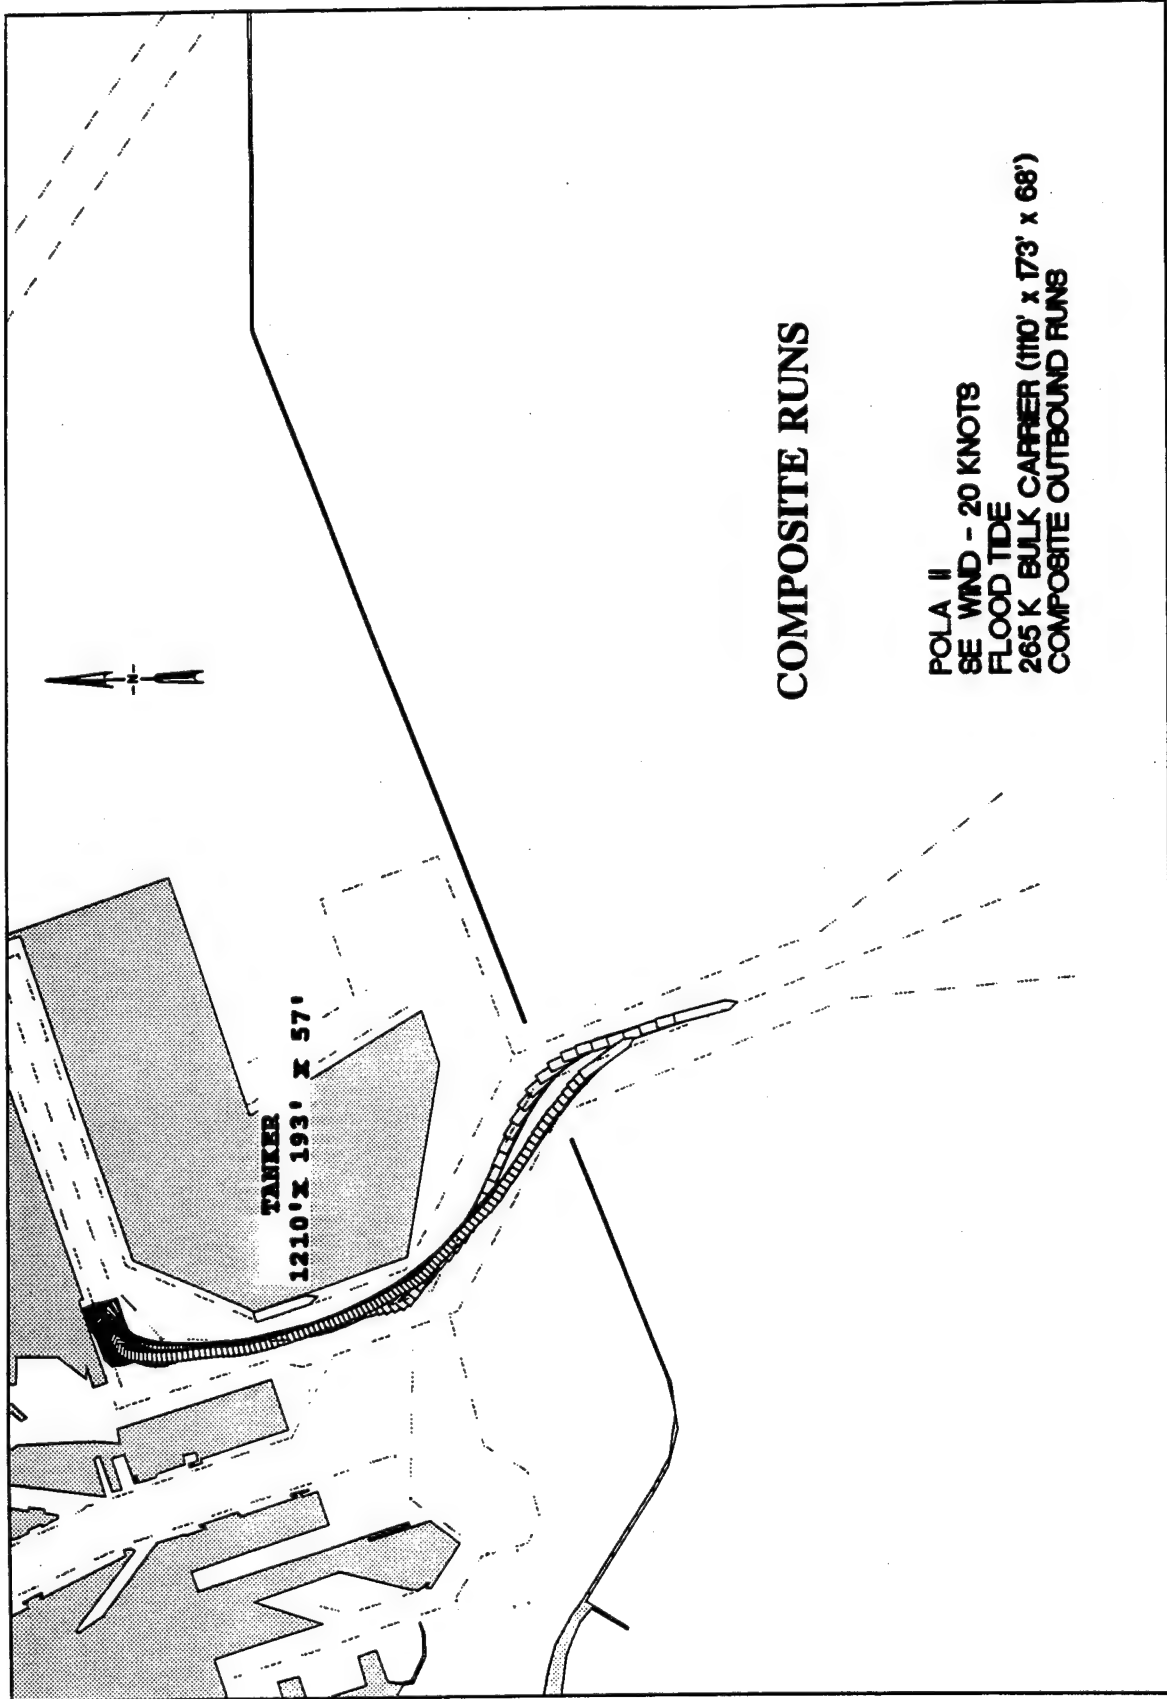 TANKER
1210'X 193' X 57'
N
COMPOSITE RUNS
POLA II
SE WIND - 20 KNOTS
FLOOD TIDE
265 K BULK CARRIER (1110' x 173' x 68')
COMPOSITE OUTBOUND RUNS